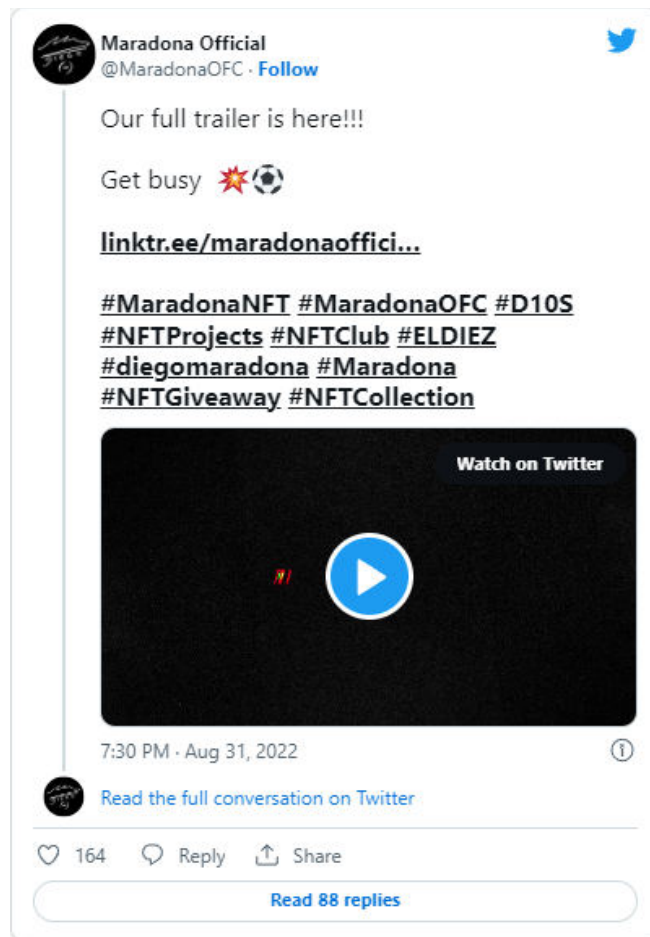 Maradona Official
@MaradonaOFC · Follow
Our full trailer is here!!!
Get busy 💥⚽
linktr.ee/maradonaoffici...
#MaradonaNFT #MaradonaOFC #D10S
#NFTProjects #NFTClub #ELDIEZ
#diegomaradona #Maradona
#NFTGiveaway #NFTCollection
Watch on Twitter
7:30 PM · Aug 31, 2022
Read the full conversation on Twitter
164 Reply Share
Read 88 replies